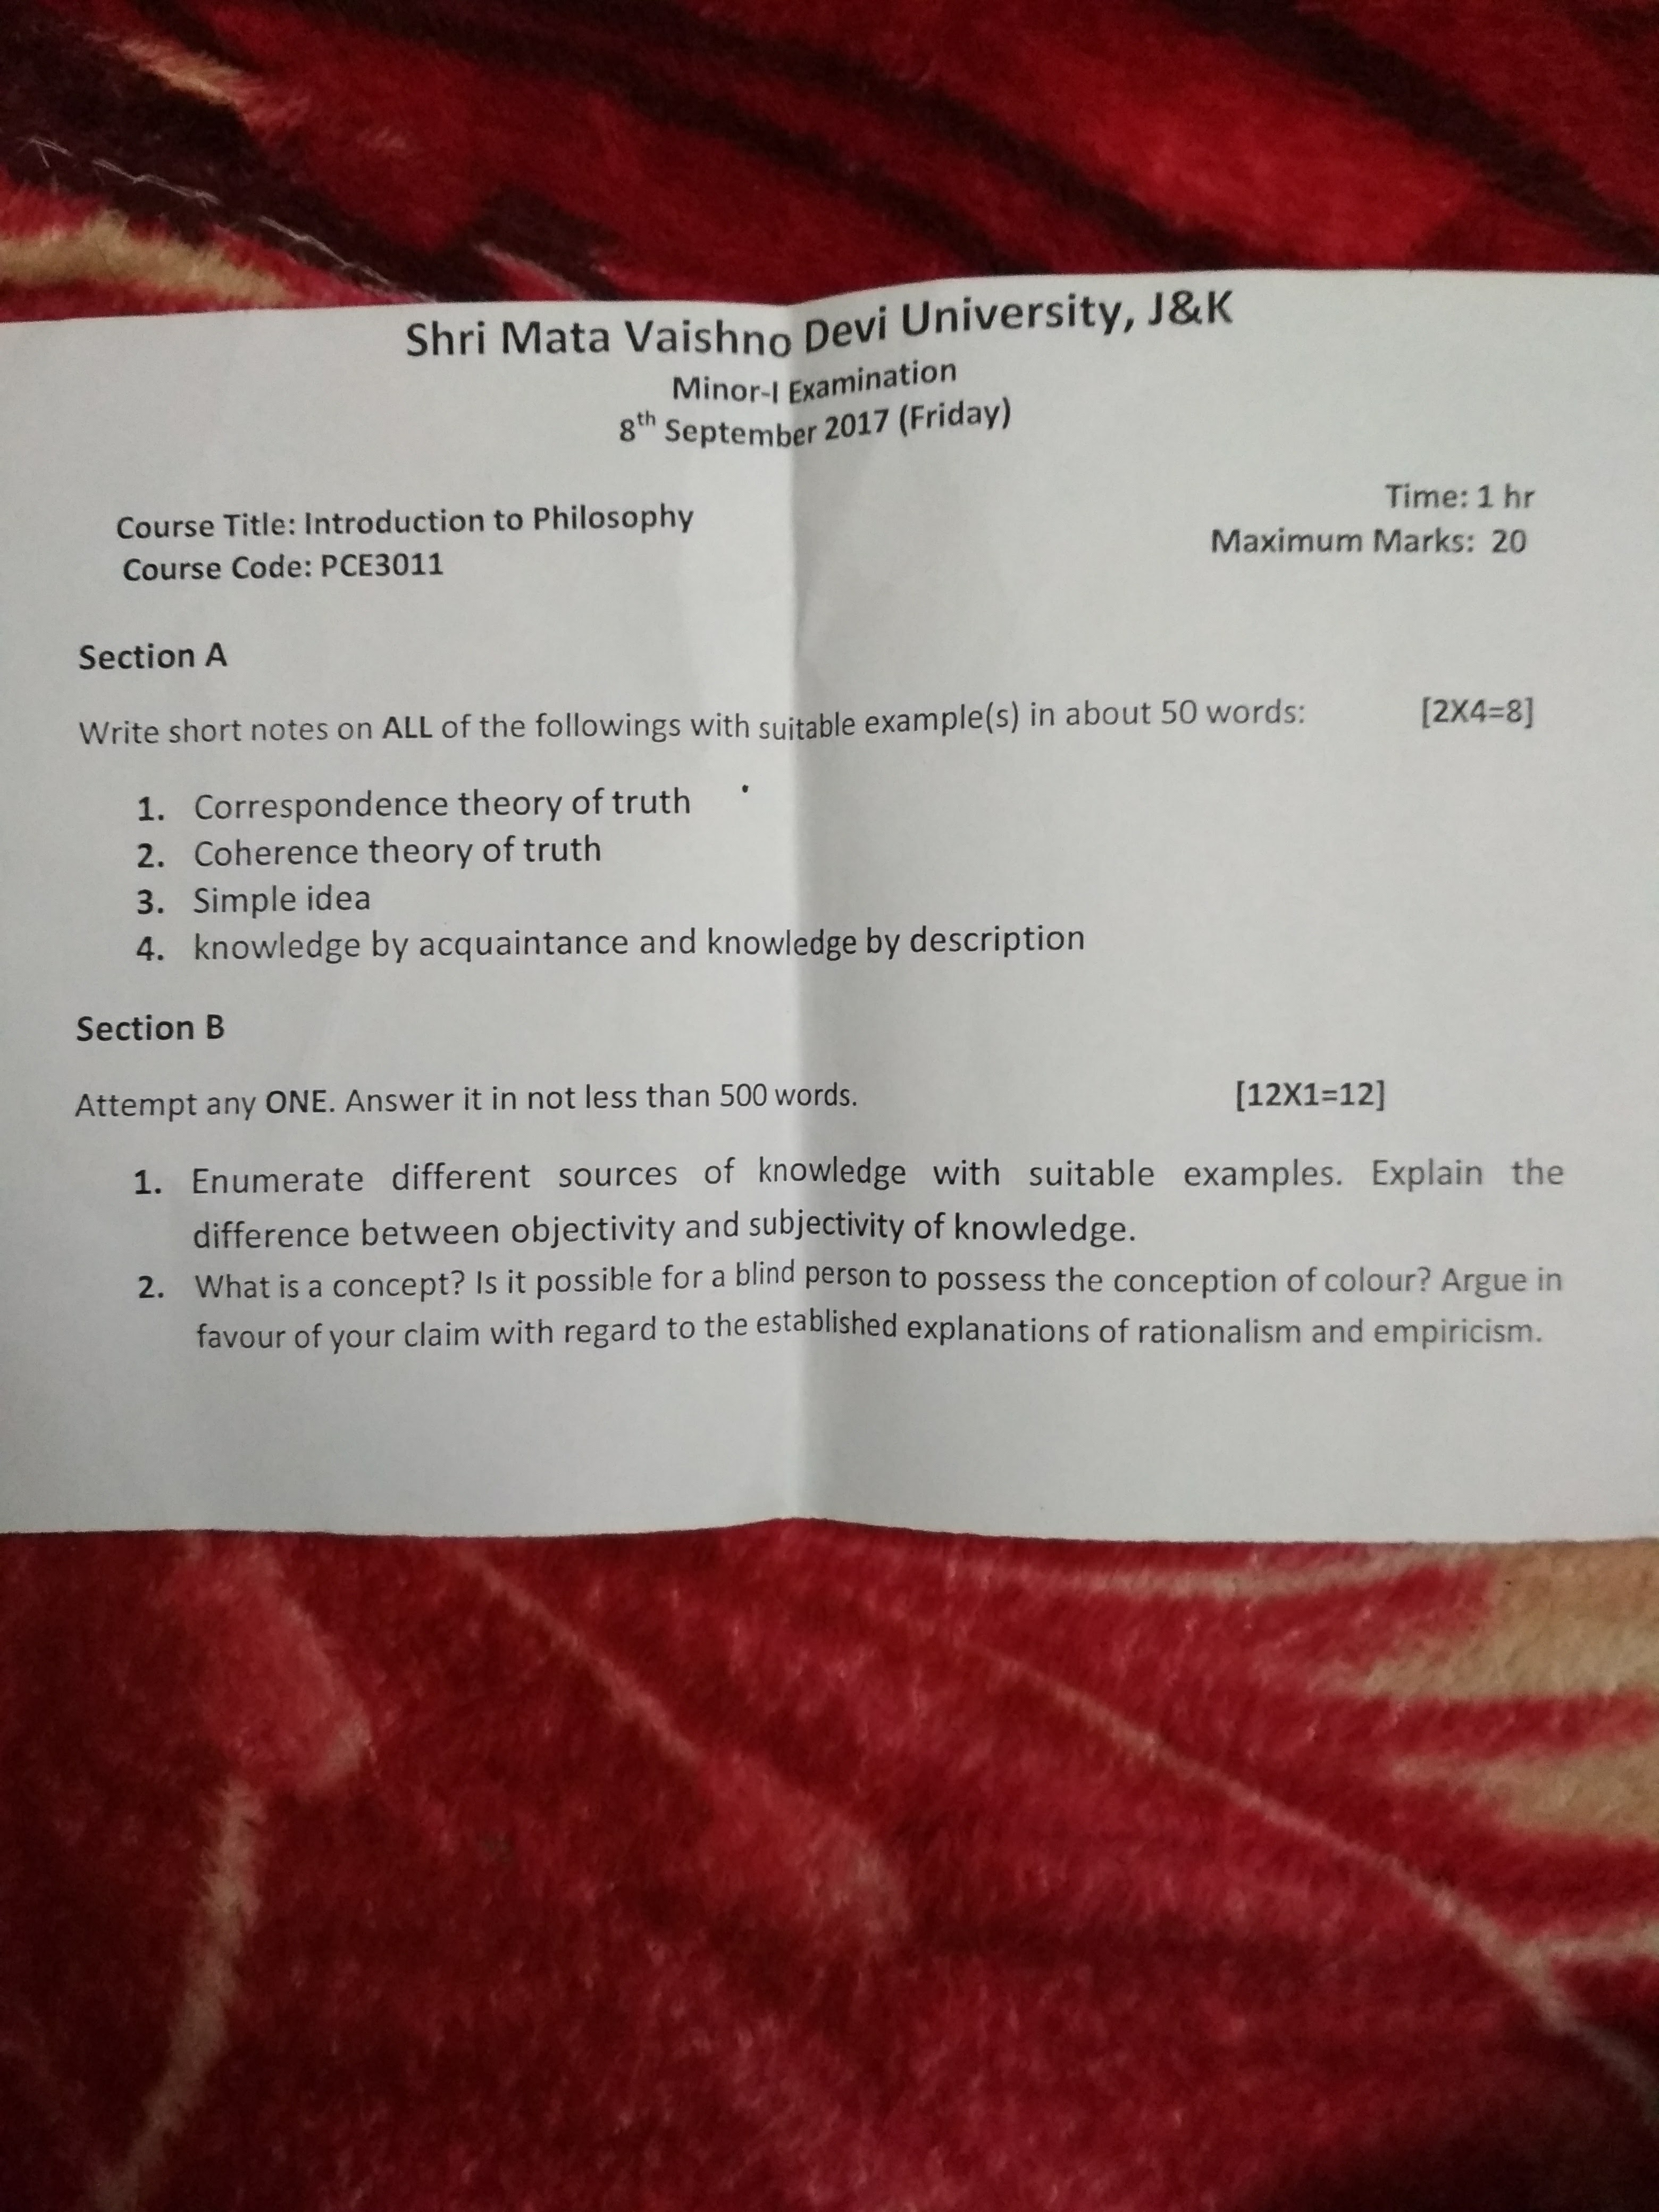 Shri Mata Vaishno Devi University, J&K
Minor-I Examination
8th September 2017 (Friday)
Time: 1 hr
Course Title: Introduction to Philosophy
Maximum Marks: 20
Course Code: PCE3011
Section A
Write short notes on ALL of the followings with suitable example(s) in about 50 words: [2X4=8]
1. Correspondence theory of truth
2. Coherence theory of truth
3. Simple idea
4. knowledge by acquaintance and knowledge by description
Section B
Attempt any ONE. Answer it in not less than 500 words. [12X1=12]
1. Enumerate different sources of knowledge with suitable examples. Explain the
difference between objectivity and subjectivity of knowledge.
2. What is a concept? Is it possible for a blind person to possess the conception of colour? Argue in
favour of your claim with regard to the established explanations of rationalism and empiricism.